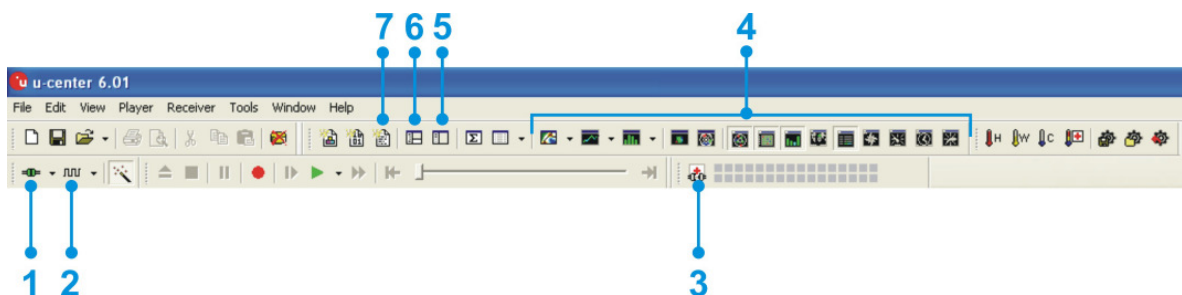 7 6 5 4
u u-center 6.01
File Edit View Player Receiver Tools Window Help
Σ H W C
1 2 3